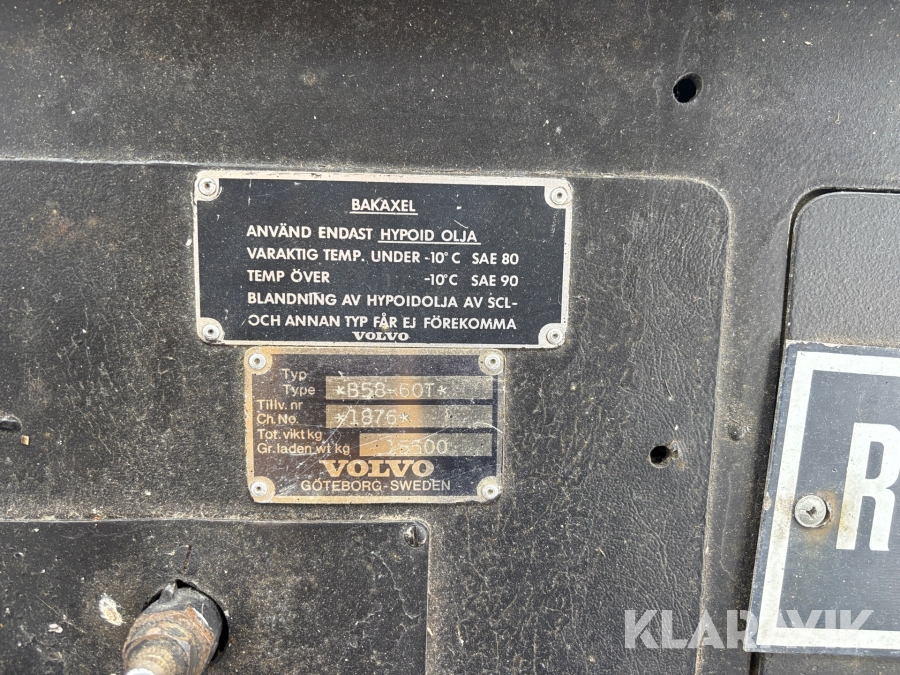 BAKAXEL
ANVÄND ENDAST HYPOID OLJA
VARAKTIG TEMP. UNDER -10°C SAE 80
TEMP ÖVER -10°C SAE 90
BLANDNING AV HYPOIDOLJA AV SCL-
OCH ANNAN TYP FÅR EJ FÖREKOMMA
VOLVO
Typ
Type *B58-60T*
Tillv. nr
Ch. No. *1876*
Tot. vikt kg
Gr. laden wt kg 15500
VOLVO
GÖTEBORG-SWEDEN
R
KLARAVIK